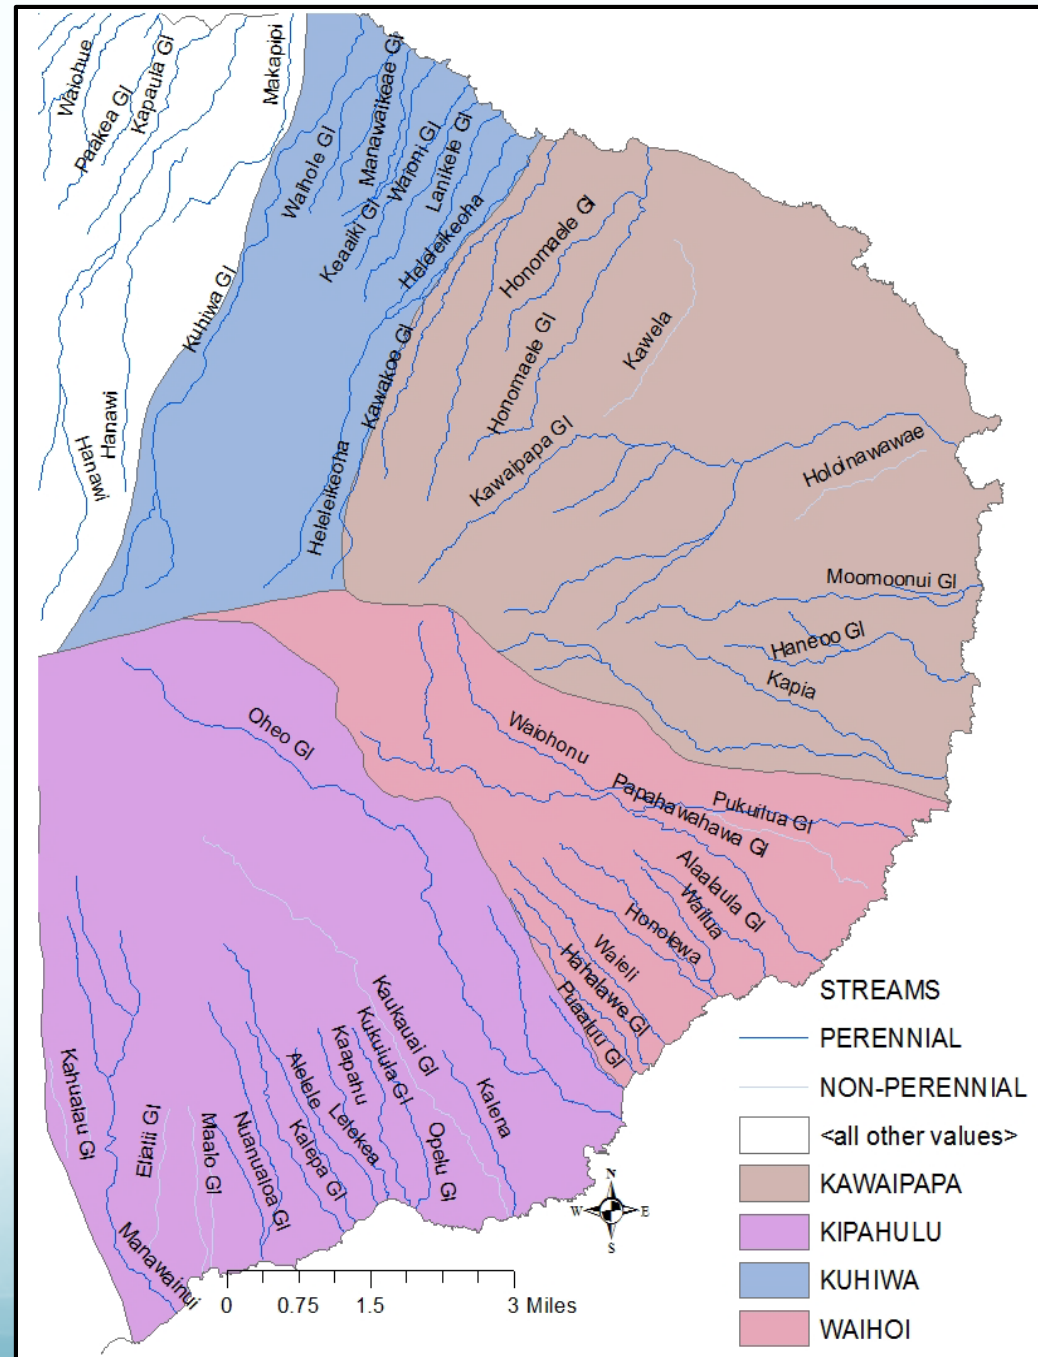 Waiohue
Paakea Gl
Kapaula Gl
Makapipi
Waihole Gl
Manawaikeae Gl
Keaaiki Gl
Waioni Gl
Lanikele Gl
Heleleikeoha
Kuhiwa Gl
Hanawi
Hanawi
Kawakoe Gl
Heleleikeoha
Honomaele Gl
Honomaele Gl
Kawela
Kawaipapa Gl
Holoinawawae
Moomoonui Gl
Haneoo Gl
Kapia
Oheo Gl
Waiohonu
Papahawahawa Gl
Pukuilua Gl
Alaalaula Gl
Wailua
Honolewa
Waieli
Hahalawe Gl
Puaaluu Gl
Kaukauai Gl
Kukuiula Gl
Kaapahu
Alelele
Lelekea
Kalena
Opelu Gl
Kalepa Gl
Nuanualoa Gl
Maalo Gl
Kahualau Gl
Manawainui
STREAMS
PERENNIAL
NON-PERENNIAL
<all other values>
KAWAIPAPA
KIPAHULU
KUHIWA
WAIHOI
N
W E
S
0 0.75 1.5 3 Miles